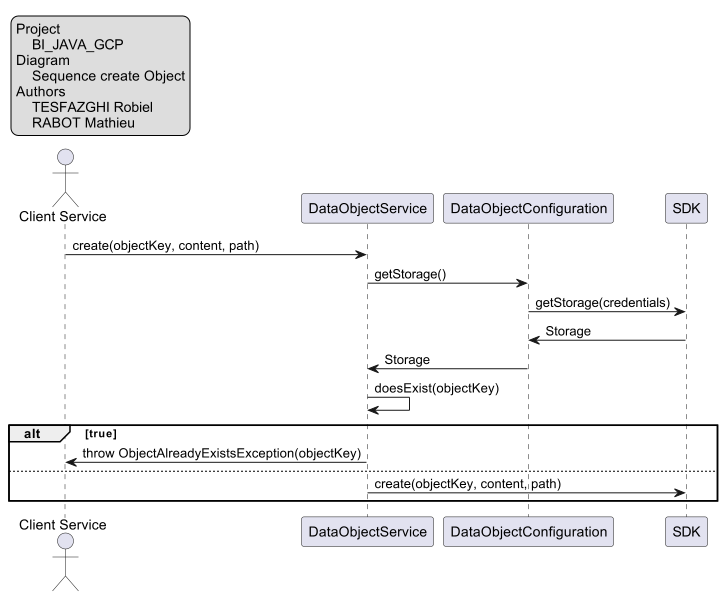 Project
BI_JAVA_GCP
Diagram
Sequence create Object
Authors
TESFAZGHI Robiel
RABOT Mathieu
Client Service
DataObjectService
DataObjectConfiguration
SDK
create(objectKey, content, path)
getStorage()
getStorage(credentials)
Storage
Storage
doesExist(objectKey)
alt [true]
throw ObjectAlreadyExistsException(objectKey)
create(objectKey, content, path)
Client Service
DataObjectService
DataObjectConfiguration
SDK